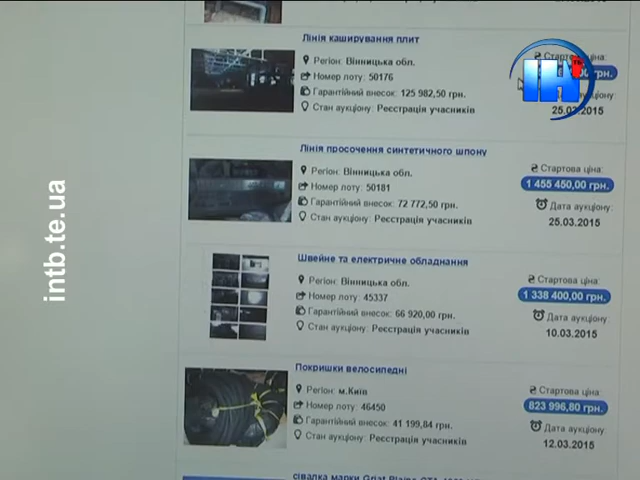 Лінія каширування плит
Регіон: Вінницька обл.
Номер лоту: 50176
Гарантійний внесок: 125 982,50 грн.
Стан аукціону: Реєстрація учасників
Стартова ціна:
грн.
25.03.2015
Лінія просочення синтетичного шпону
Регіон: Вінницька обл.
Номер лоту: 50181
Гарантійний внесок: 72 772,50 грн.
Стан аукціону: Реєстрація учасників
₴ Стартова ціна:
1 455 450,00 грн.
Дата аукціону:
25.03.2015
Швейне та електричне обладнання
Регіон: Вінницька обл.
Номер лоту: 45337
Гарантійний внесок: 66 920,00 грн.
Стан аукціону: Реєстрація учасників
₴ Стартова ціна:
1 338 400,00 грн.
Дата аукціону:
10.03.2015
Покришки велосипедні
Регіон: м.Київ
Номер лоту: 46450
Гарантійний внесок: 41 199,84 грн.
Стан аукціону: Реєстрація учасників
₴ Стартова ціна:
823 996,80 грн.
Дата аукціону:
12.03.2015
сівалка марки
intb.te.ua